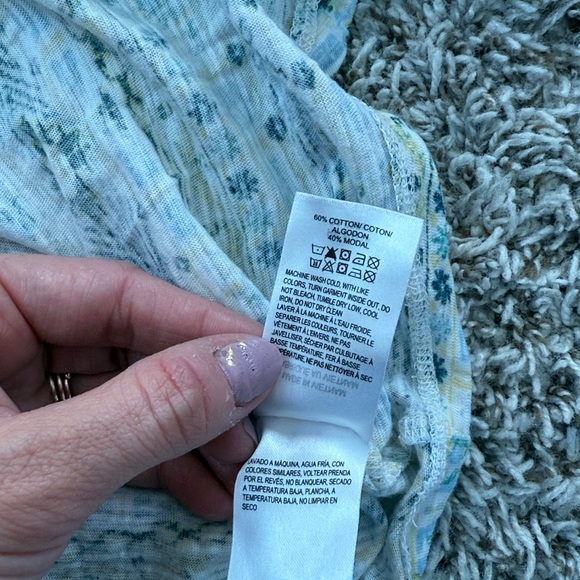 60% COTTON/ COTON/
ALGODON
40% MODAL
MACHINE WASH COLD, WITH LIKE
COLORS, TURN GARMENT INSIDE OUT, DO
NOT BLEACH, TUMBLE DRY LOW, COOL
IRON, DO NOT DRY CLEAN
LAVER À LA MACHINE À L'EAU FROIDE,
SÉPARER LES COULEURS, TOURNER LE
VÊTEMENT À L'ENVERS, NE PAS
JAVELLISER, SÉCHER PAR CULBUTAGE À
BASSE TEMPÉRATURE, FER À BASSE
TEMPÉRATURE, NE PAS NETTOYER À SEC
MADE IN VIETNAM
LAVADO A MÁQUINA, AGUA FRÍA, CON
COLORES SIMILARES, VOLTEAR PRENDA
POR EL REVÉS, NO BLANQUEAR, SECADO
A TEMPERATURA BAJA, PLANCHA, A
TEMPERATURA BAJA, NO LIMPIAR EN
SECO